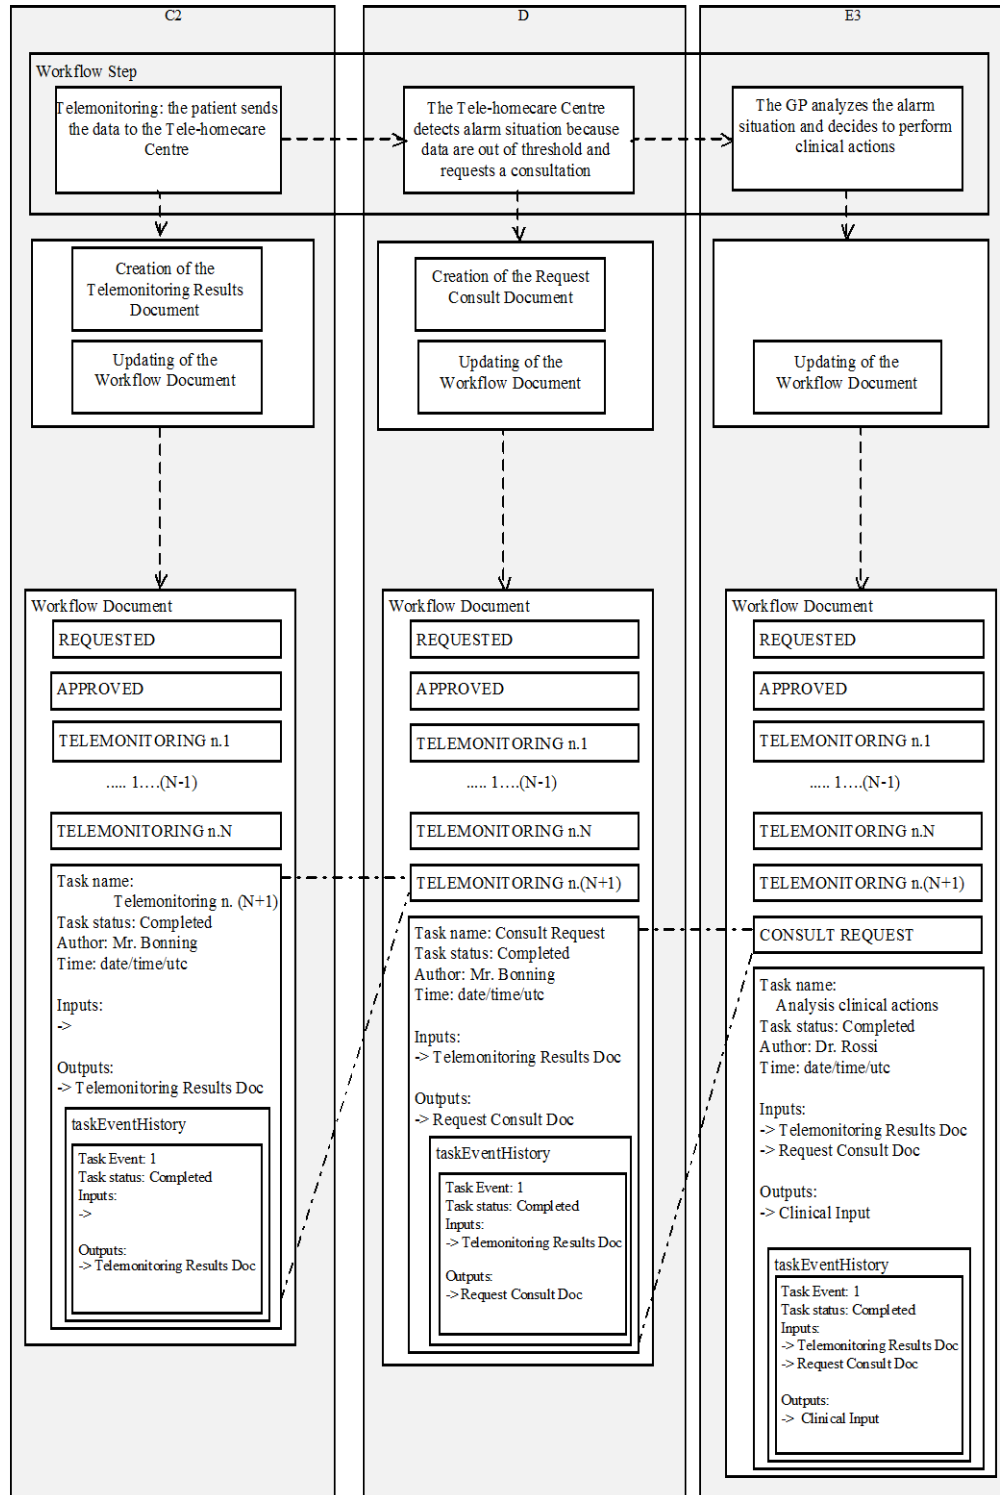 C2
D
E3
Workflow Step
Telemonitoring: the patient sends
the data to the Tele-homecare
Centre
The Tele-homecare Centre
detects alarm situation because
data are out of threshold and
requests a consultation
The GP analyzes the alarm
situation and decides to perform
clinical actions
Creation of the
Telemonitoring Results
Document
Updating of the
Workflow Document
Creation of the Request
Consult Document
Updating of the
Workflow Document
Updating of the
Workflow Document
Workflow Document
REQUESTED
APPROVED
TELEMONITORING n.1
..... 1....(N-1)
TELEMONITORING n.N
Task name:
Telemonitoring n. (N+1)
Task status: Completed
Author: Mr. Bonning
Time: date/time/utc
Inputs:
->
Outputs:
-> Telemonitoring Results Doc
taskEventHistory
Task Event: 1
Task status: Completed
Inputs:
->
Outputs:
-> Telemonitoring Results Doc
Workflow Document
REQUESTED
APPROVED
TELEMONITORING n.1
..... 1....(N-1)
TELEMONITORING n.N
TELEMONITORING n.(N+1)
Task name: Consult Request
Task status: Completed
Author: Mr. Bonning
Time: date/time/utc
Inputs:
-> Telemonitoring Results Doc
Outputs:
-> Request Consult Doc
taskEventHistory
Task Event: 1
Task status: Completed
Inputs:
-> Telemonitoring Results Doc
Outputs:
-> Request Consult Doc
Workflow Document
REQUESTED
APPROVED
TELEMONITORING n.1
..... 1....(N-1)
TELEMONITORING n.N
TELEMONITORING n.(N+1)
CONSULT REQUEST
Task name:
Analysis clinical actions
Task status: Completed
Author: Dr. Rossi
Time: date/time/utc
Inputs:
-> Telemonitoring Results Doc
-> Request Consult Doc
Outputs:
-> Clinical Input
taskEventHistory
Task Event: 1
Task status: Completed
Inputs:
-> Telemonitoring Results Doc
-> Request Consult Doc
Outputs:
-> Clinical Input